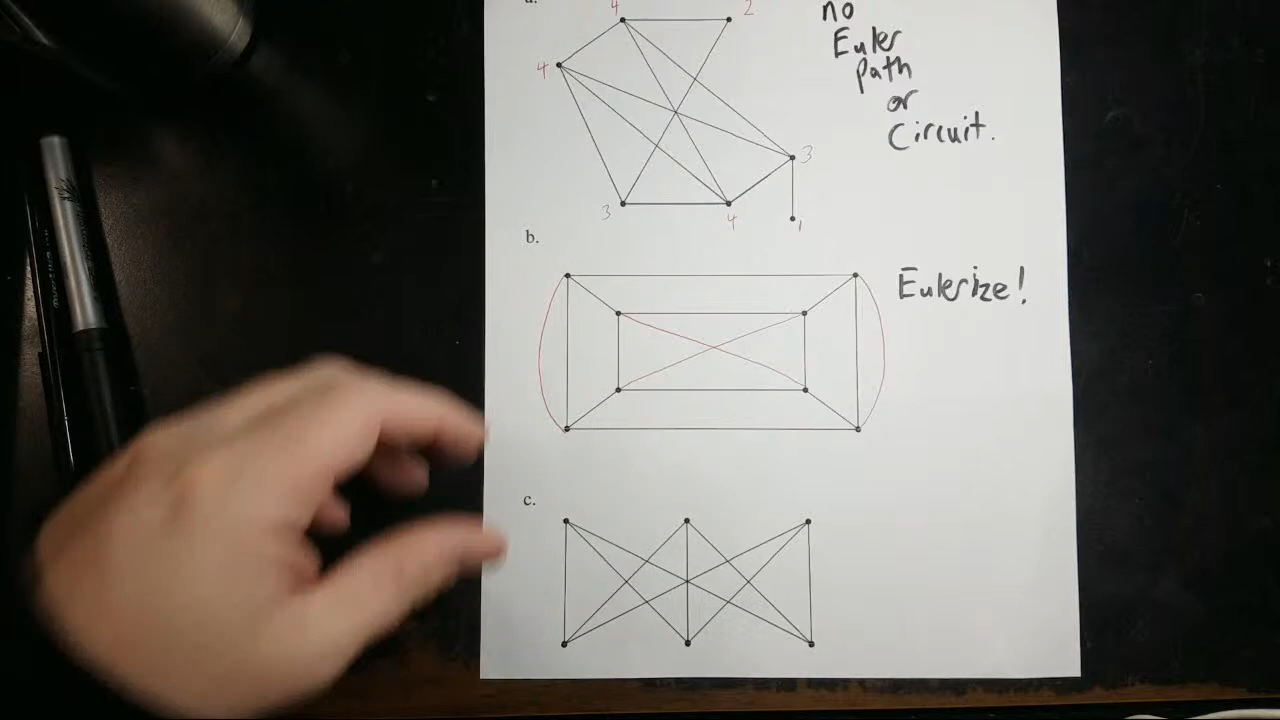 a.
4
2
no
Euler
Path
or
Circuit.
4
3
3
4
1
b.
Eulerize!
c.